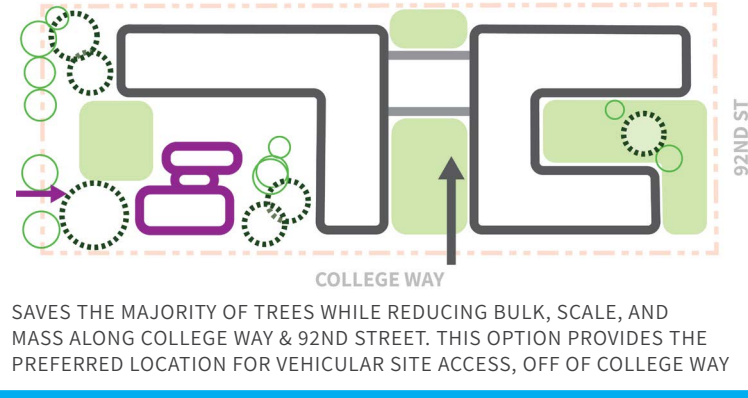 92ND ST
COLLEGE WAY
SAVES THE MAJORITY OF TREES WHILE REDUCING BULK, SCALE, AND
MASS ALONG COLLEGE WAY & 92ND STREET. THIS OPTION PROVIDES THE
PREFERRED LOCATION FOR VEHICULAR SITE ACCESS, OFF OF COLLEGE WAY